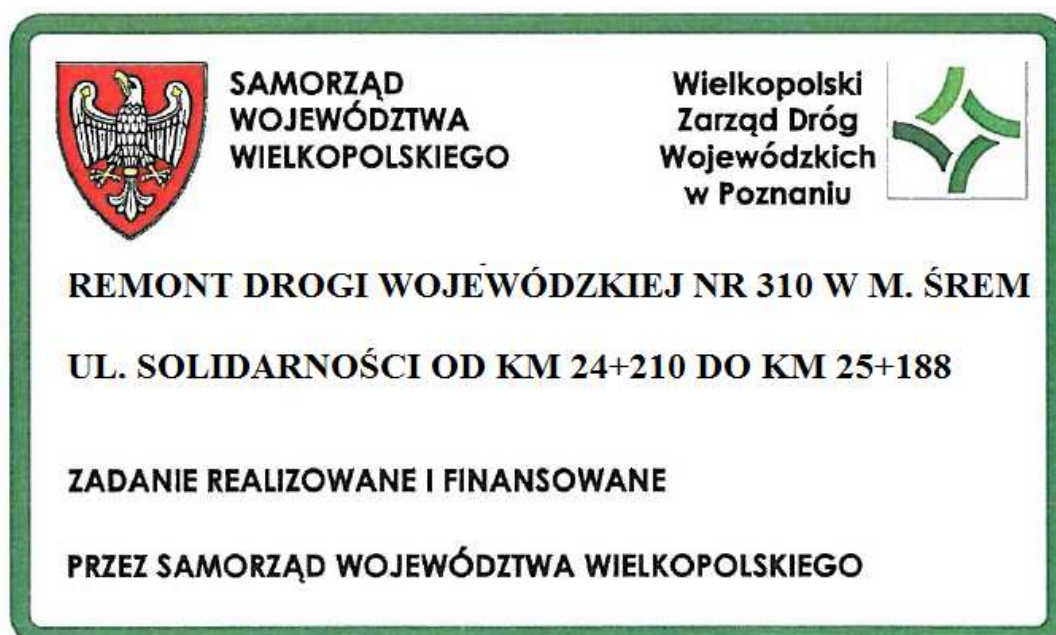 SAMORZĄD
WOJEWÓDZTWA
WIELKOPOLSKIEGO
Wielkopolski
Zarząd Dróg
Wojewódzkich
w Poznaniu
REMONT DROGI WOJEWÓDZKIEJ NR 310 W M. ŚREM
UL. SOLIDARNOŚCI OD KM 24+210 DO KM 25+188
ZADANIE REALIZOWANE I FINANSOWANE
PRZEZ SAMORZĄD WOJEWÓDZTWA WIELKOPOLSKIEGO